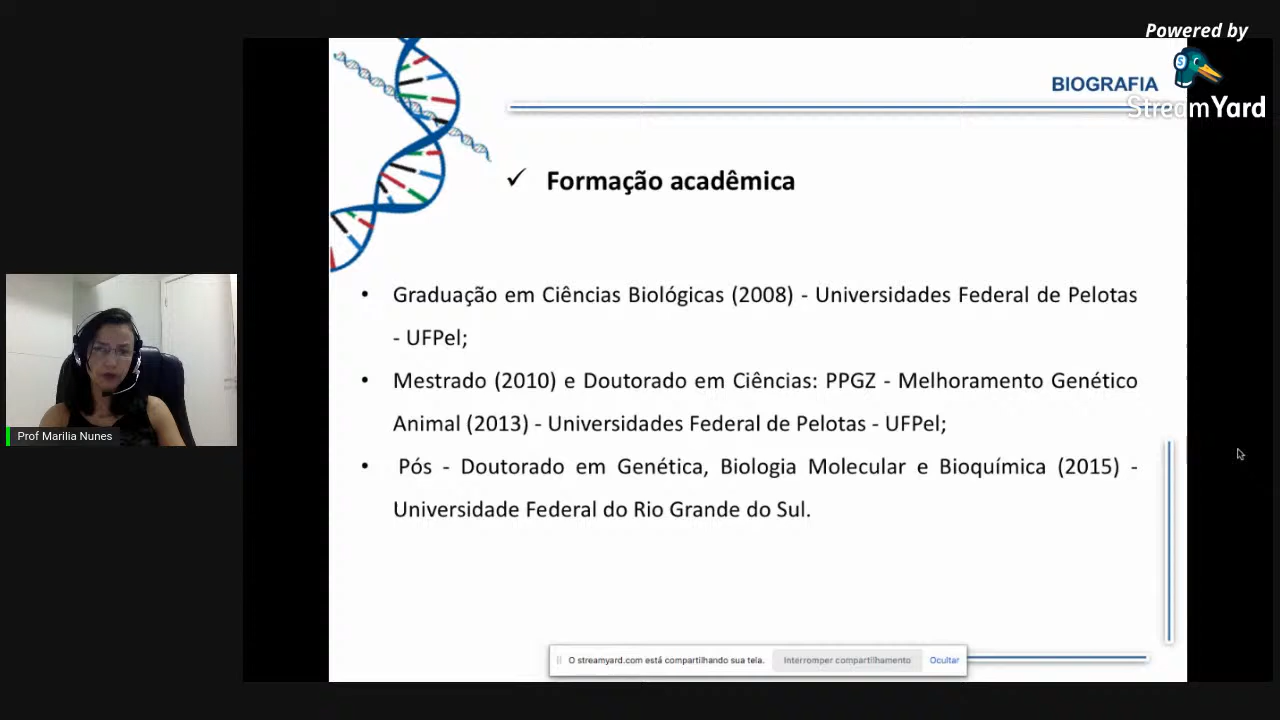 Powered by
StreamYard
BIOGRAFIA
✓ Formação acadêmica
• Graduação em Ciências Biológicas (2008) - Universidades Federal de Pelotas
- UFPel;
• Mestrado (2010) e Doutorado em Ciências: PPGZ - Melhoramento Genético
Animal (2013) - Universidades Federal de Pelotas - UFPel;
• Pós - Doutorado em Genética, Biologia Molecular e Bioquímica (2015) -
Universidade Federal do Rio Grande do Sul.
Prof Marilia Nunes
O streamyard.com está compartilhando sua tela. Interromper compartilhamento Ocultar